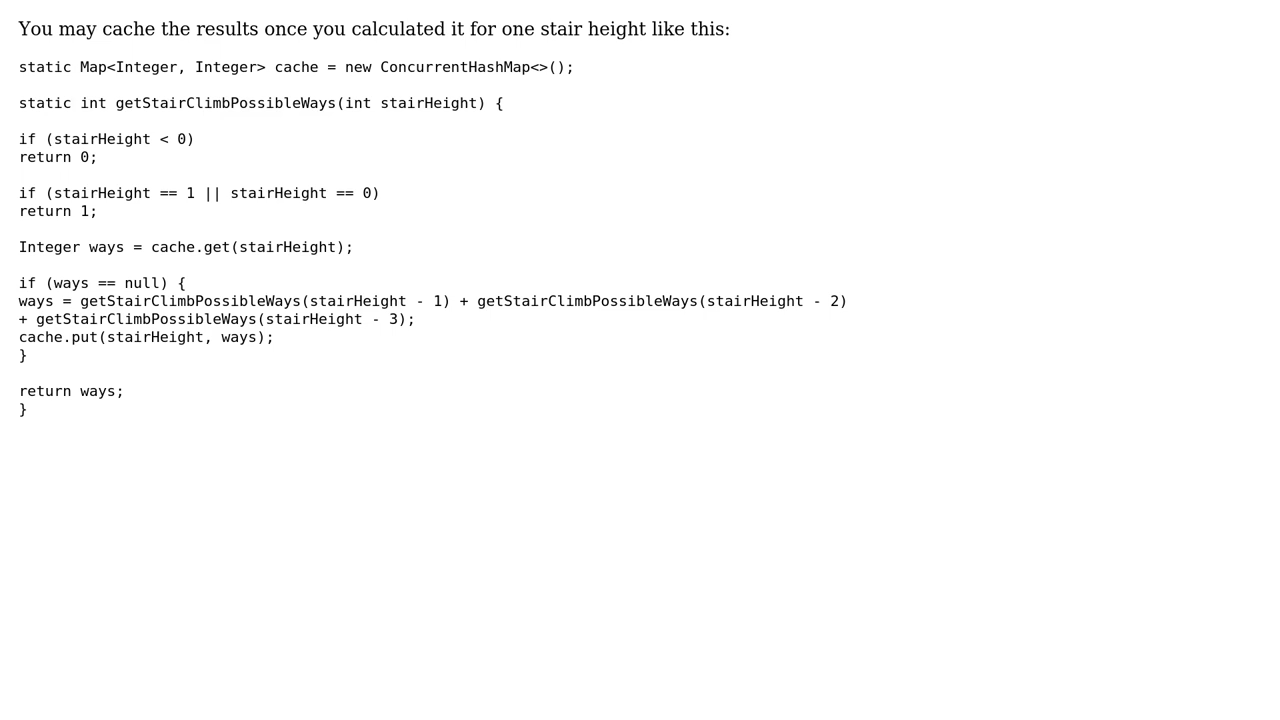 You may cache the results once you calculated it for one stair height like this:
static Map<Integer, Integer> cache = new ConcurrentHashMap<>();
static int getStairClimbPossibleWays(int stairHeight) {
if (stairHeight < 0)
return 0;
if (stairHeight == 1 || stairHeight == 0)
return 1;
Integer ways = cache.get(stairHeight);
if (ways == null) {
ways = getStairClimbPossibleWays(stairHeight - 1) + getStairClimbPossibleWays(stairHeight - 2)
+ getStairClimbPossibleWays(stairHeight - 3);
cache.put(stairHeight, ways);
}
return ways;
}